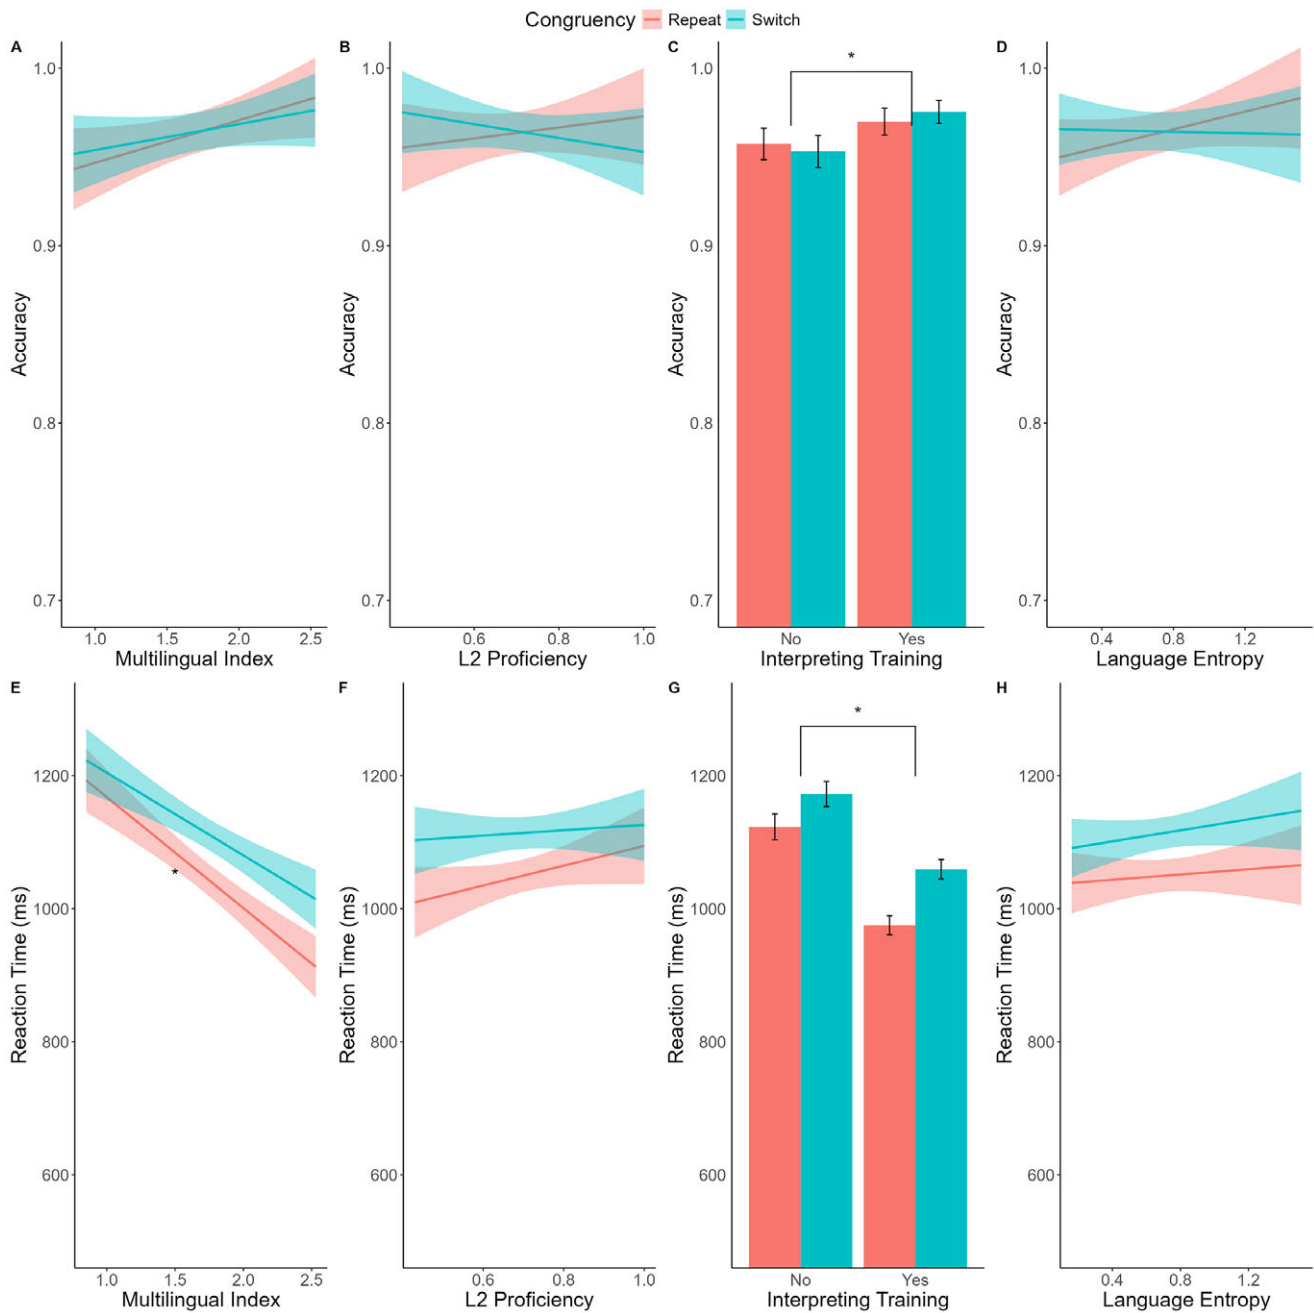 Congruency Repeat Switch
A B C D
Accuracy
1.0
0.9
0.8
0.7
1.0 1.5 2.0 2.5
Multilingual Index
Accuracy
1.0
0.9
0.8
0.7
0.6 0.8 1.0
L2 Proficiency
Accuracy
1.0
0.9
0.8
0.7
*
No Yes
Interpreting Training
Accuracy
1.0
0.9
0.8
0.7
0.4 0.8 1.2
Language Entropy
E F G H
Reaction Time (ms)
1200
1000
800
600
*
1.0 1.5 2.0 2.5
Multilingual Index
Reaction Time (ms)
1200
1000
800
600
0.6 0.8 1.0
L2 Proficiency
Reaction Time (ms)
1200
1000
800
600
*
No Yes
Interpreting Training
Reaction Time (ms)
1200
1000
800
600
0.4 0.8 1.2
Language Entropy